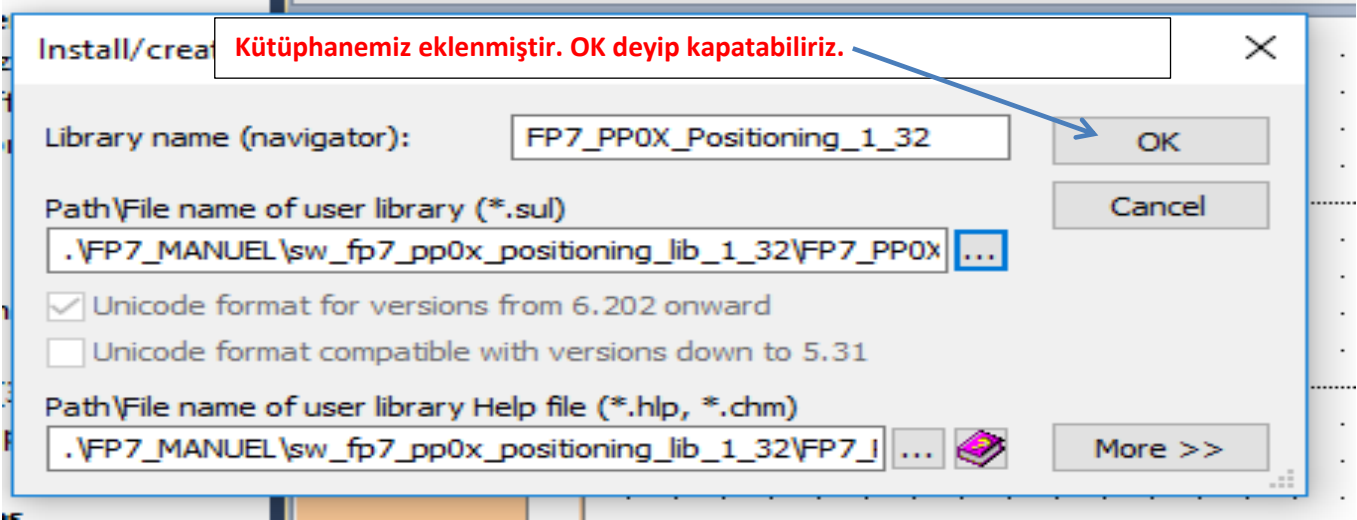 Install/creat
Kütüphanemiz eklenmiştir. OK deyip kapatabiliriz.
Library name (navigator):
FP7_PP0X_Positioning_1_32
OK
Path\File name of user library (*.sul)
Cancel
.\FP7_MANUEL\sw_fp7_pp0x_positioning_lib_1_32\FP7_PP0X
...
Unicode format for versions from 6.202 onward
Unicode format compatible with versions down to 5.31
Path\File name of user library Help file (*.hlp, *.chm)
.\FP7_MANUEL\sw_fp7_pp0x_positioning_lib_1_32\FP7_
...
More >>